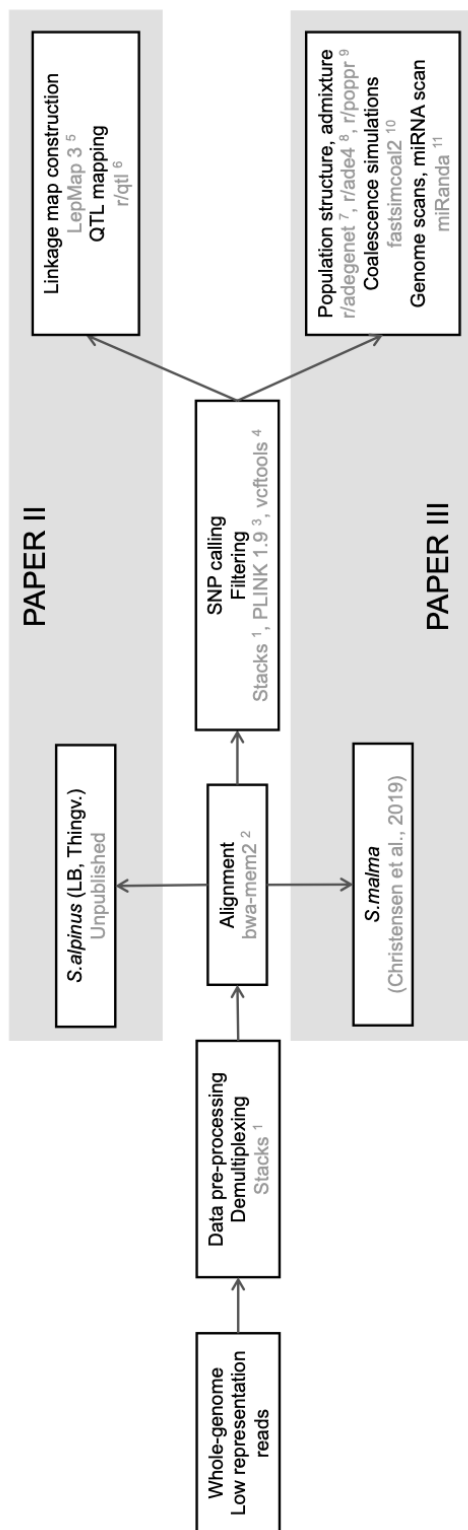 Whole-genome
Low representation
reads
Data pre-processing
Demultiplexing
Stacks 1
Alignment
bwa-mem2 2
PAPER II
S.alpinus (LB, Thingv.)
Unpublished
PAPER III
S.malma
(Christensen et al., 2019)
SNP calling
Filtering
Stacks 1, PLINK 1.9 3, vcftools 4
Linkage map construction
LepMap 3 5
QTL mapping
r/qtl 6
Population structure, admixture
r/adegenet 7, r/ade4 8, r/poppr 9
Coalescence simulations
fastsimcoal2 10
Genome scans, miRNA scan
miRanda 11